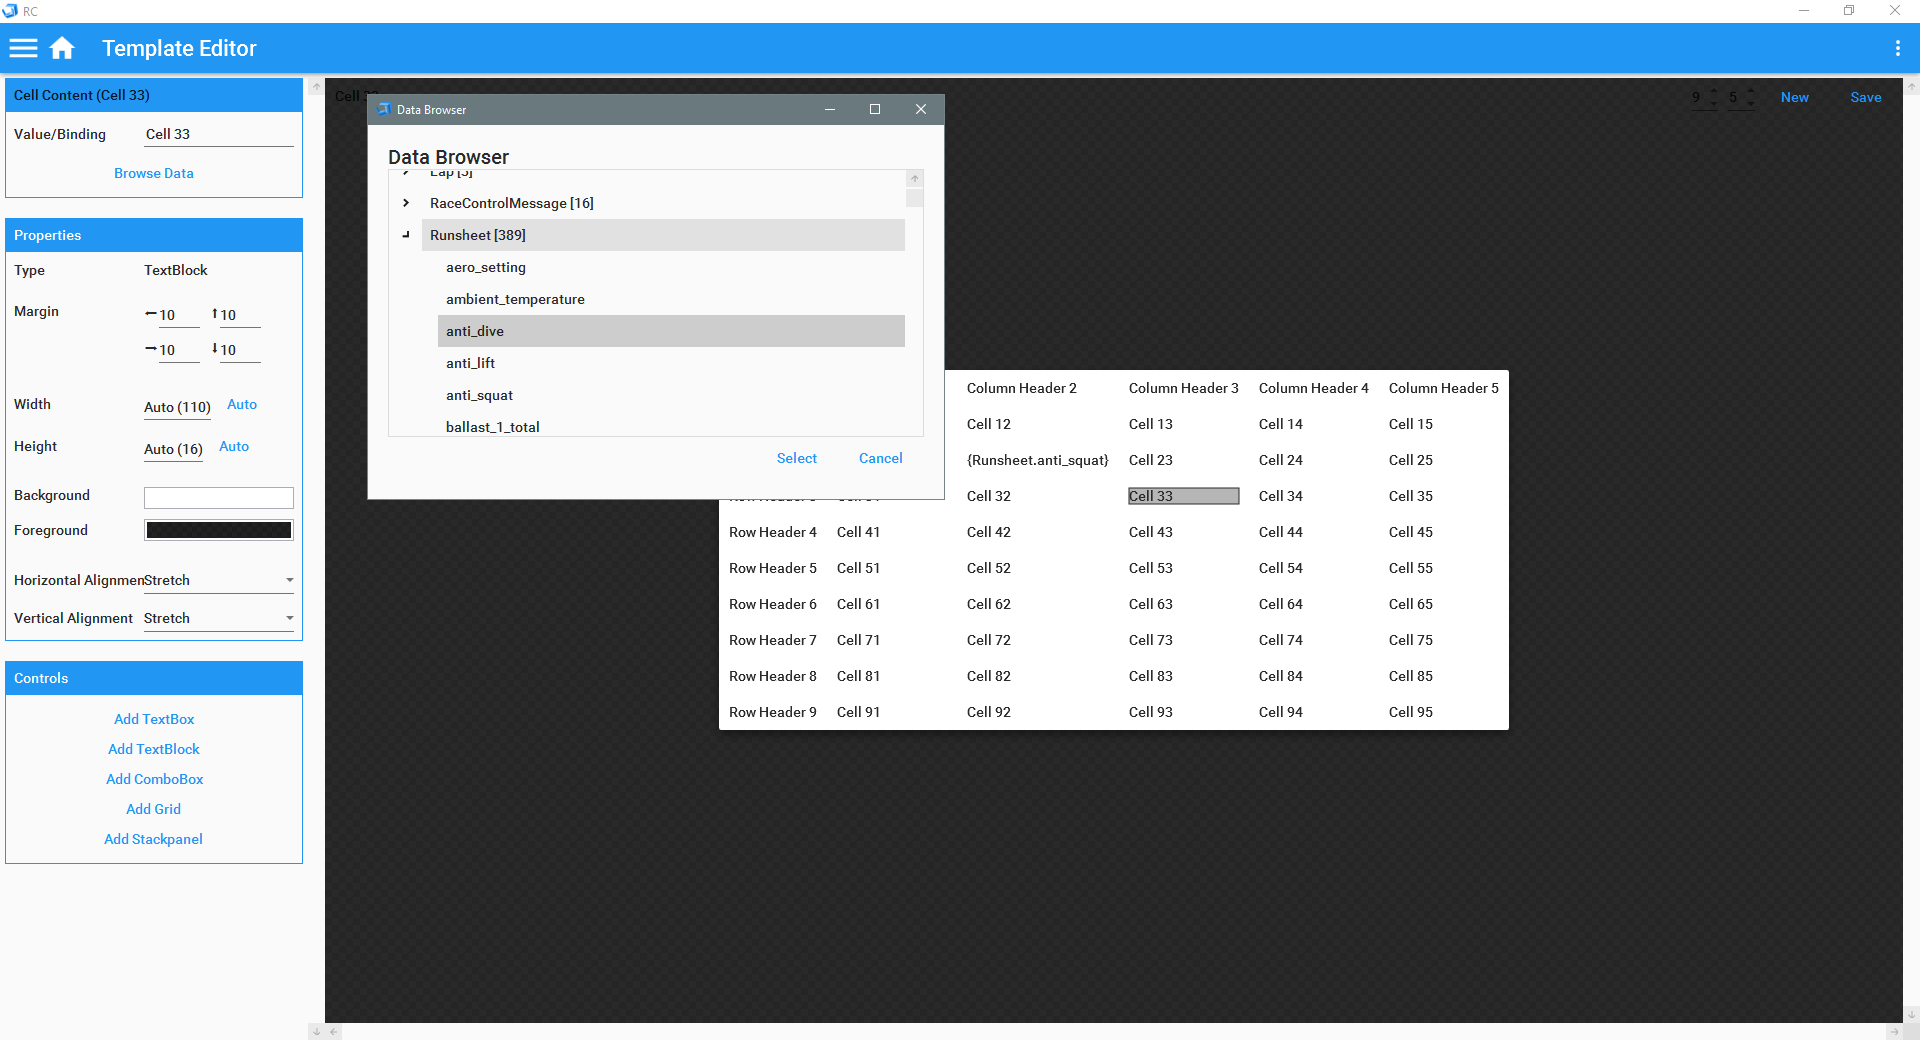 RC
Template Editor
Cell Content (Cell 33)
Value/Binding Cell 33
Browse Data
Properties
Type TextBlock
Margin 10 10
10 10
Width Auto (110) Auto
Height Auto (16) Auto
Background
Foreground
Horizontal Alignmen Stretch
Vertical Alignment Stretch
Controls
Add TextBox
Add TextBlock
Add ComboBox
Add Grid
Add Stackpanel
Cell 3
9 5 New Save
Data Browser
Data Browser
Lap [3]
RaceControlMessage [16]
Runsheet [389]
aero_setting
ambient_temperature
anti_dive
anti_lift
anti_squat
ballast_1_total
Select Cancel
Column Header 2 Column Header 3 Column Header 4 Column Header 5
Cell 12 Cell 13 Cell 14 Cell 15
{Runsheet.anti_squat} Cell 23 Cell 24 Cell 25
Cell 32 Cell 33 Cell 34 Cell 35
Row Header 4 Cell 41 Cell 42 Cell 43 Cell 44 Cell 45
Row Header 5 Cell 51 Cell 52 Cell 53 Cell 54 Cell 55
Row Header 6 Cell 61 Cell 62 Cell 63 Cell 64 Cell 65
Row Header 7 Cell 71 Cell 72 Cell 73 Cell 74 Cell 75
Row Header 8 Cell 81 Cell 82 Cell 83 Cell 84 Cell 85
Row Header 9 Cell 91 Cell 92 Cell 93 Cell 94 Cell 95